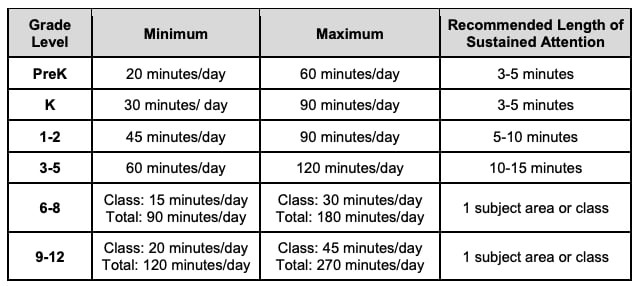 Grade Level Minimum Maximum Recommended Length of Sustained Attention
PreK 20 minutes/day 60 minutes/day 3-5 minutes
K 30 minutes/ day 90 minutes/day 3-5 minutes
1-2 45 minutes/day 90 minutes/day 5-10 minutes
3-5 60 minutes/day 120 minutes/day 10-15 minutes
6-8 Class: 15 minutes/day Total: 90 minutes/day Class: 30 minutes/day Total: 180 minutes/day 1 subject area or class
9-12 Class: 20 minutes/day Total: 120 minutes/day Class: 45 minutes/day Total: 270 minutes/day 1 subject area or class